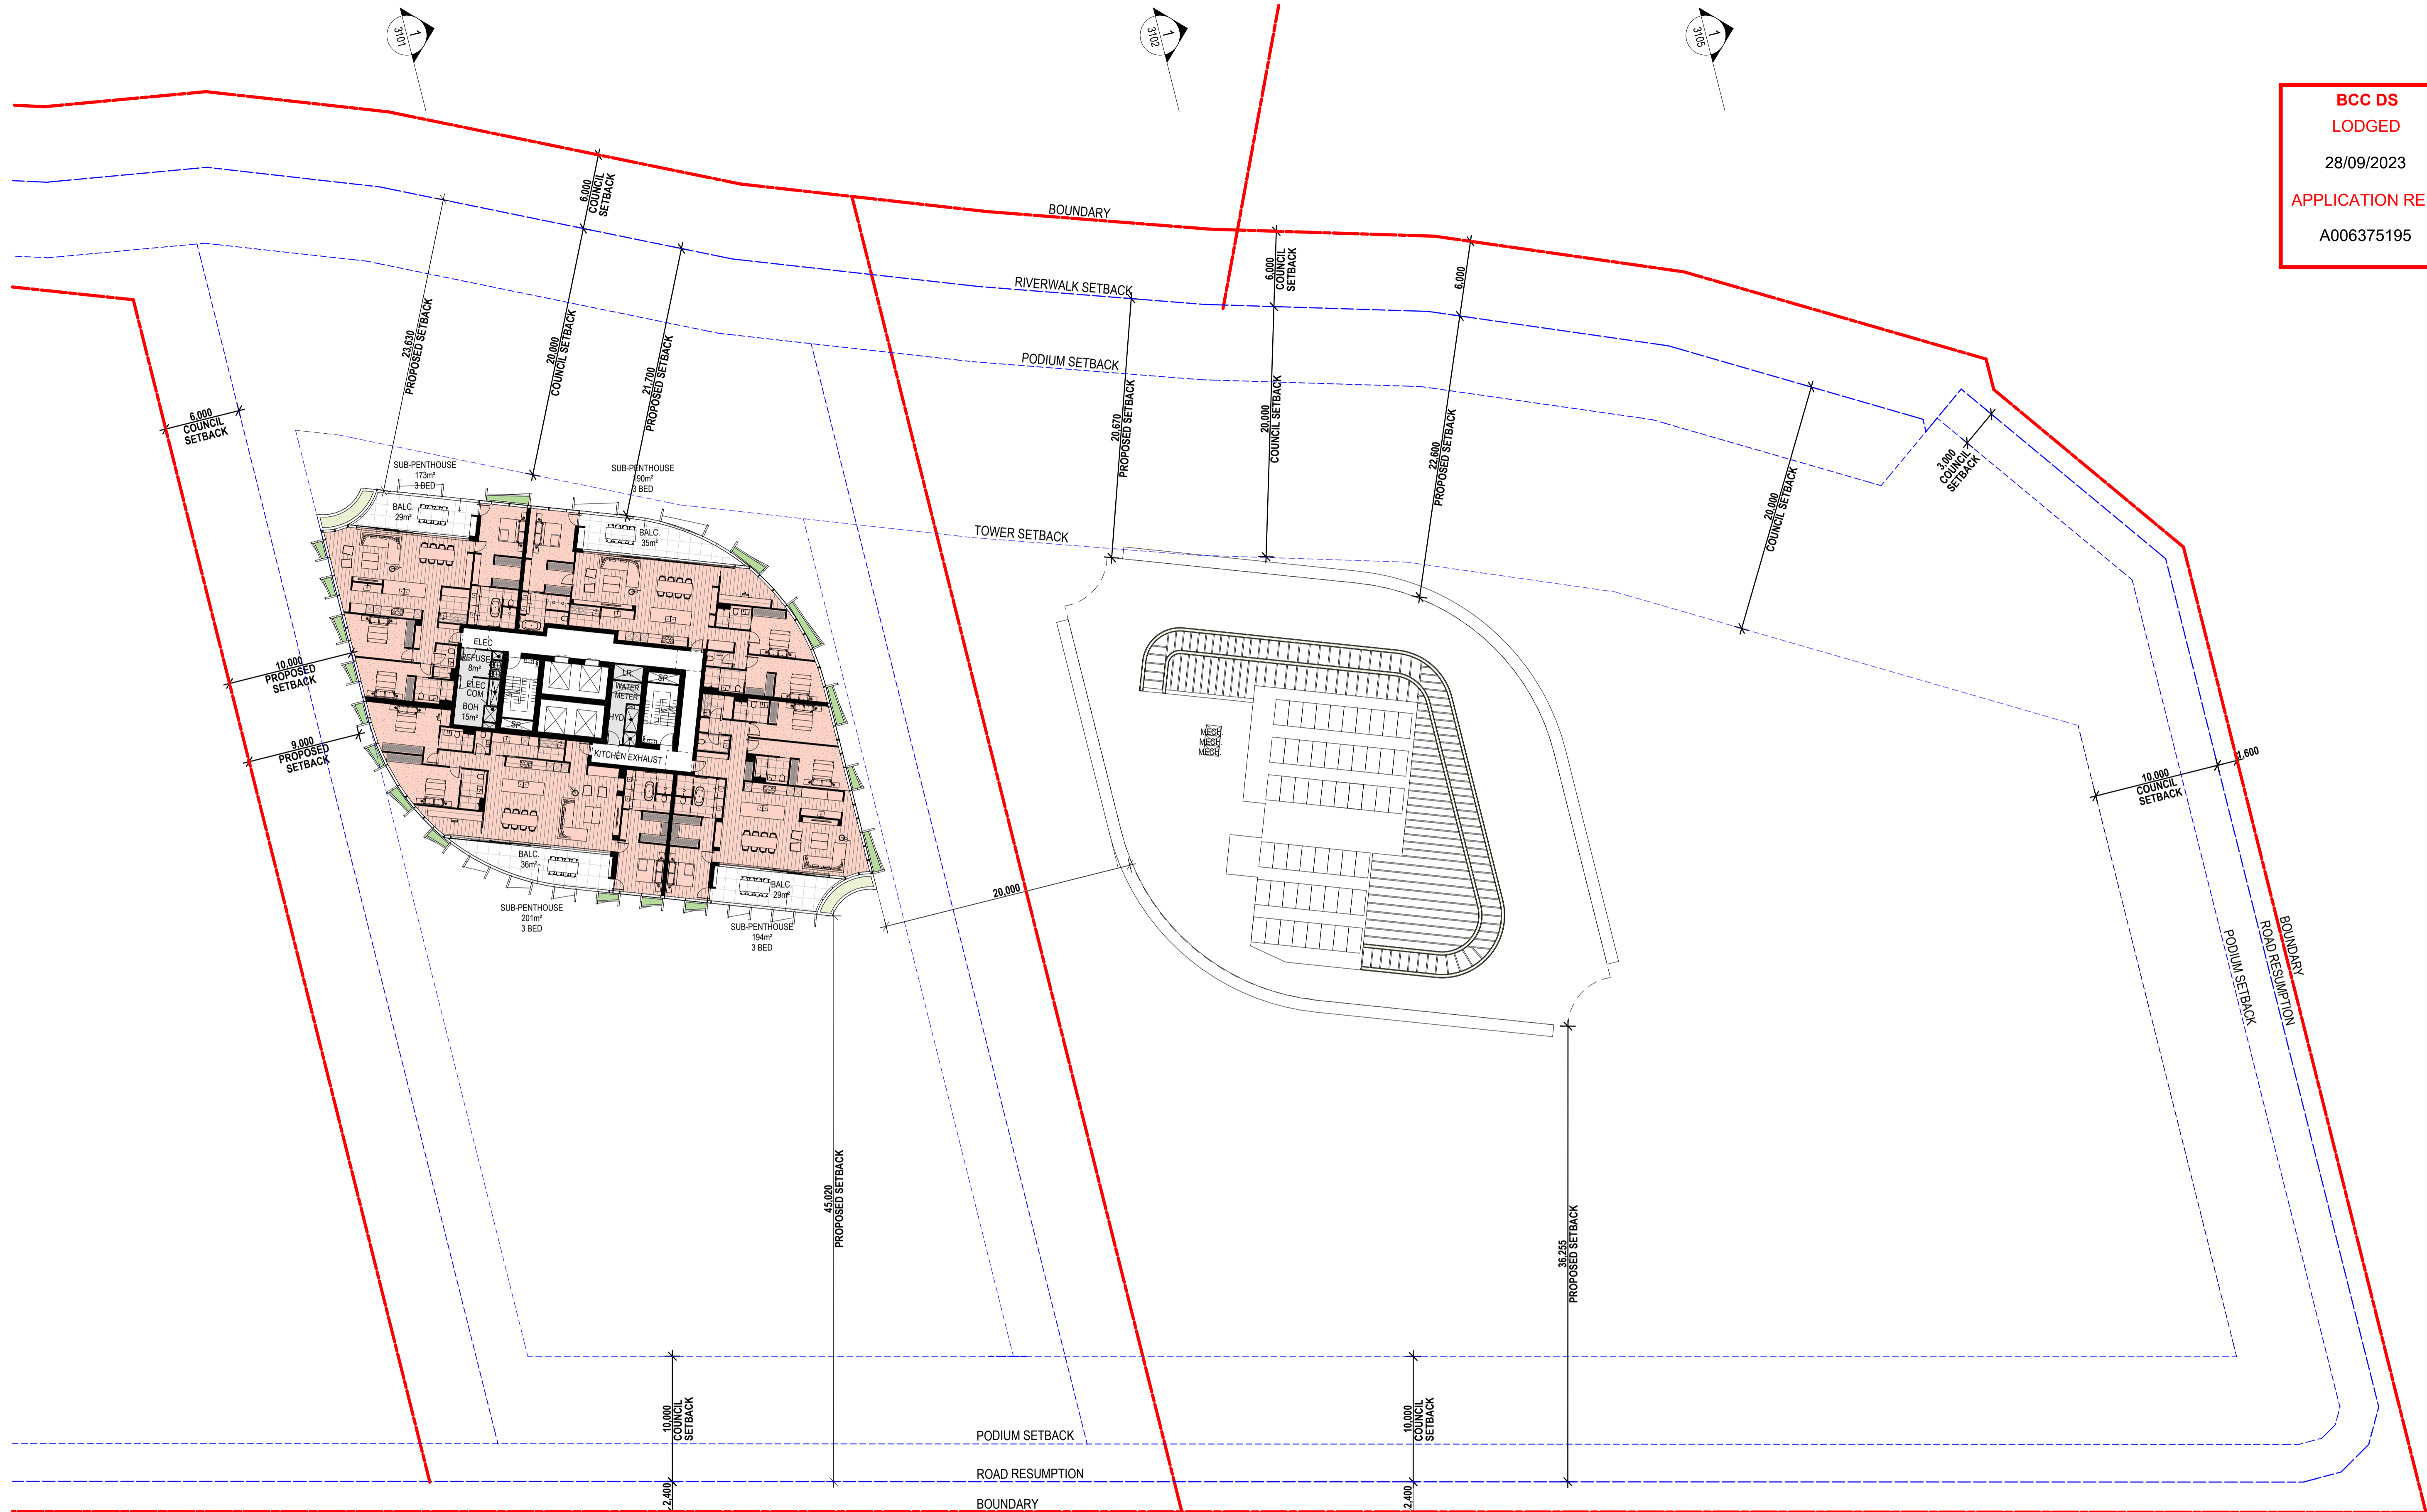 1
3101
1
3102
1
3105
BCC DS
LODGED
28/09/2023
APPLICATION RE
A006375195
6,000
COUNCIL
SETBACK
BOUNDARY
6,000
COUNCIL
SETBACK
6,000
RIVERWALK SETBACK
23,630
PROPOSED SETBACK
20,000
COUNCIL SETBACK
21,700
PROPOSED SETBACK
PODIUM SETBACK
20,670
PROPOSED SETBACK
20,000
COUNCIL SETBACK
22,600
PROPOSED SETBACK
20,000
COUNCIL SETBACK
3,000
COUNCIL
SETBACK
6,000
COUNCIL
SETBACK
SUB-PENTHOUSE
173m²
3 BED
SUB-PENTHOUSE
190m²
3 BED
BALC.
29m²
BALC.
35m²
TOWER SETBACK
ELEC
REFUSE
8m²
ELEC
COM
BOH
15m²
SP
LR
WATER
METER
SP
HYD
KITCHEN EXHAUST
10,000
PROPOSED
SETBACK
9,000
PROPOSED
SETBACK
MECH.
MECH.
MECH.
1,600
10,000
COUNCIL
SETBACK
BALC.
36m²
BALC.
29m²
SUB-PENTHOUSE
201m²
3 BED
SUB-PENTHOUSE
194m²
3 BED
20,000
BOUNDARY
ROAD RESUMPTION
PODIUM SETBACK
45,020
PROPOSED SETBACK
36,255
PROPOSED SETBACK
10,000
COUNCIL
SETBACK
10,000
COUNCIL
SETBACK
PODIUM SETBACK
ROAD RESUMPTION
2,400
2,400
BOUNDARY